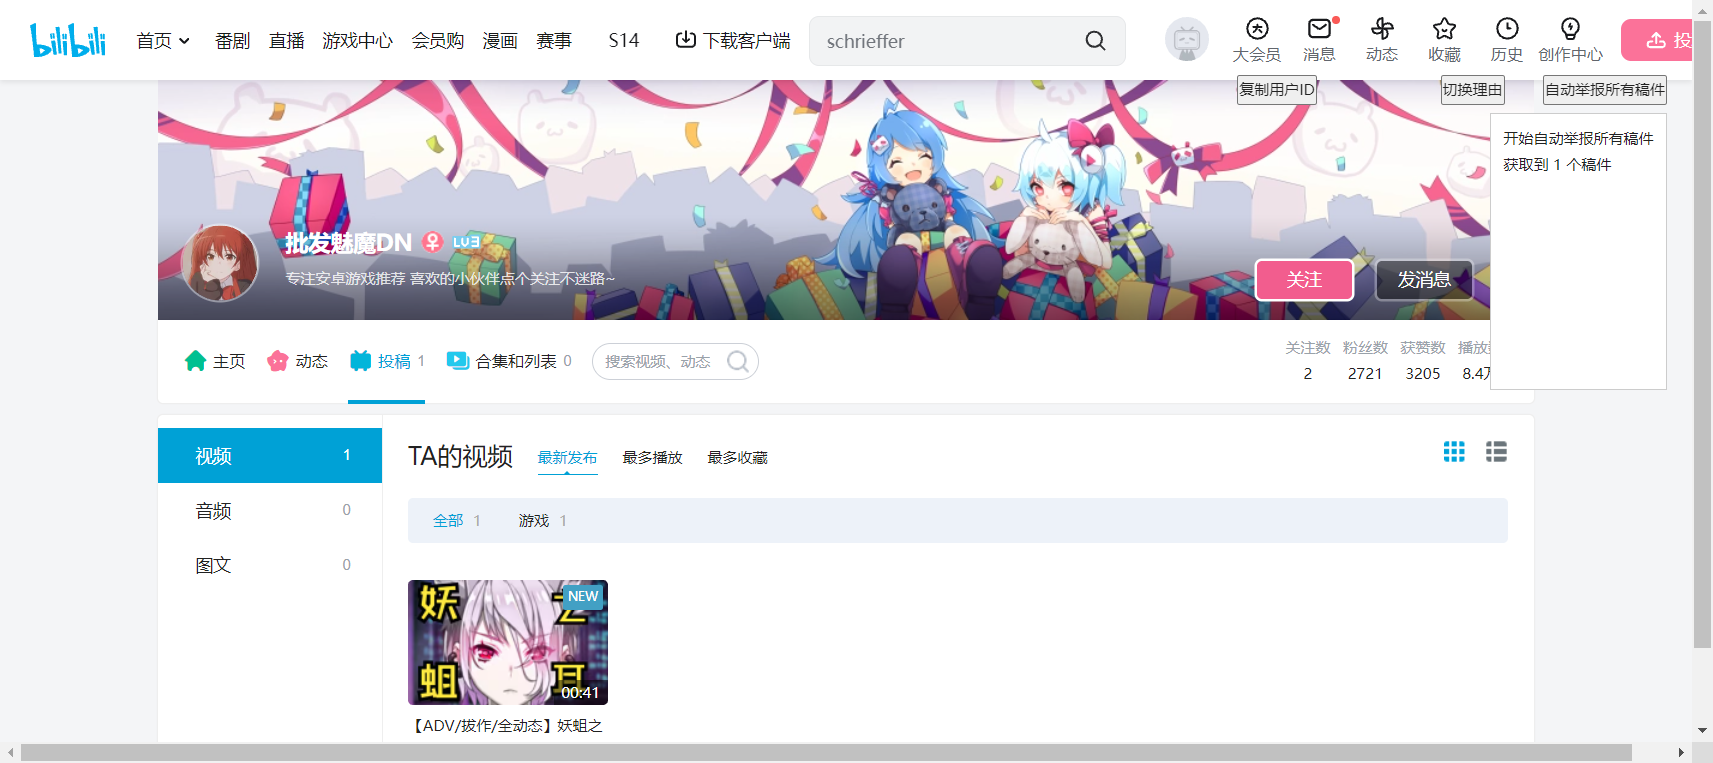 bilibili
首页
番剧
直播
游戏中心
会员购
漫画
赛事
S14
下载客户端
schrieffer
大会员
消息
动态
收藏
历史
创作中心
投
复制用户ID
切换理由
自动举报所有稿件
开始自动举报所有稿件
获取到 1 个稿件
批发魅魔DN
LV3
专注安卓游戏推荐 喜欢的小伙伴点个关注不迷路~
关注
发消息
主页
动态
投稿 1
合集和列表 0
搜索视频、动态
关注数 粉丝数 获赞数 播放
2 2721 3205 8.4
视频 1
音频 0
图文 0
TA的视频
最新发布
最多播放
最多收藏
全部 1
游戏 1
妖之
NEW
蛆耳
00:41
【ADV/拔作/全动态】妖蛆之